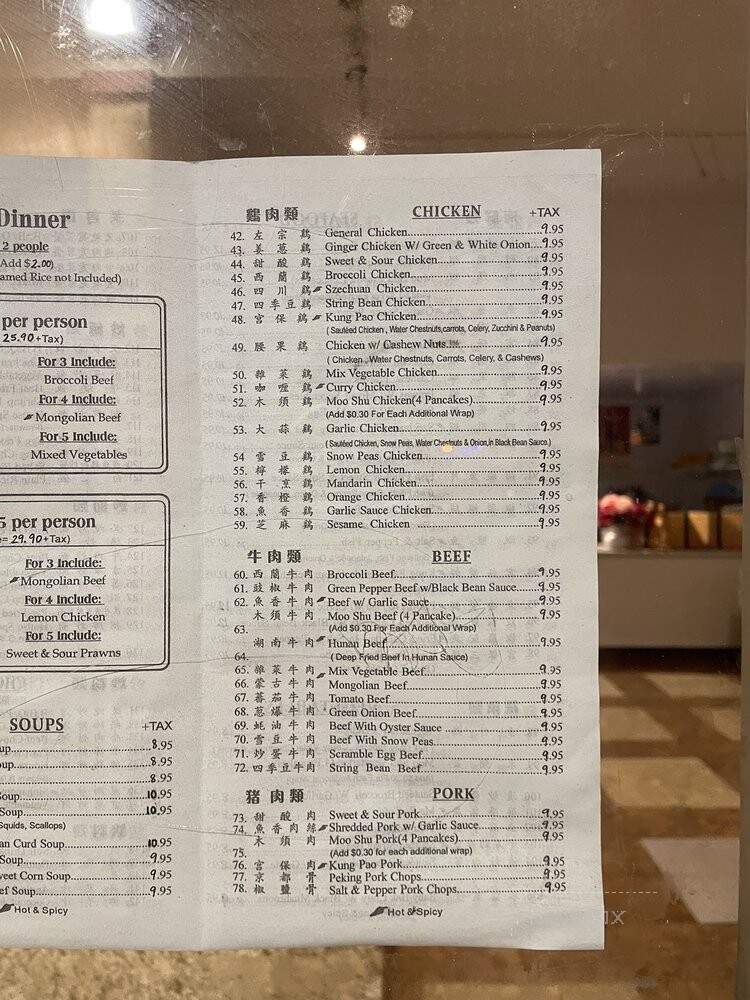 Dinner
2 people
Add $2.00)
amed Rice not Included)
per person
25.90+Tax)
For 3 Include:
Broccoli Beef
For 4 Include:
Mongolian Beef
For 5 Include:
Mixed Vegetables
5 per person
= 29.90+Tax)
For 3 Include:
Mongolian Beef
For 4 Include:
Lemon Chicken
For 5 Include:
Sweet & Sour Prawns
SOUPS +TAX
up...8.95
oup...8.95
...8.95
Soup...10.95
Soup...10.95
Squids, Scallops)
an Curd Soup...10.95
Soup...9.95
weet Corn Soup...9.95
ef Soup...9.95
Hot & Spicy
鷄肉類 CHICKEN +TAX
42. 左宗鷄 General Chicken...9.95
43. 姜蔥鷄 Ginger Chicken W/ Green & White Onion...9.95
44. 甜酸鷄 Sweet & Sour Chicken...9.95
45. 西蘭鷄 Broccoli Chicken...9.95
46. 四川鷄 Szechuan Chicken...9.95
47. 四季豆鷄 String Bean Chicken...9.95
48. 宮保鷄 Kung Pao Chicken...9.95
( Sautéed Chicken , Water Chestnuts,carrots, Celery, Zucchini & Peanuts)
49. 腰果鷄 Chicken w/ Cashew Nuts...9.95
( Chicken , Water Chestnuts, Carrots, Celery, & Cashews)
50. 雜菜鷄 Mix Vegetable Chicken...9.95
51. 咖喱鷄 Curry Chicken...9.95
52. 木須鷄 Moo Shu Chicken(4 Pancakes)...9.95
(Add $0.30 For Each Additional Wrap)
53. 大蒜鷄 Garlic Chicken...9.95
(Sautéed Chicken, Snow Peas, Water Chestnuts & Onion,in Black Bean Sauce.)
54 雪豆鷄 Snow Peas Chicken...9.95
55. 檸檬鷄 Lemon Chicken...9.95
56. 干烹鷄 Mandarin Chicken...9.95
57. 香橙鷄 Orange Chicken...9.95
58. 魚香鷄 Garlic Sauce Chicken...9.95
59. 芝麻鷄 Sesame Chicken ...9.95
牛肉類 BEEF
60. 西蘭牛肉 Broccoli Beef...9.95
61. 豉椒牛肉 Green Pepper Beef w/Black Bean Sauce...9.95
62. 魚香牛肉 Beef w/ Garlic Sauce...9.95
木須牛肉 Moo Shu Beef (4 Pancake)...9.95
63. (Add $0.30 For Each Additional Wrap)
湖南牛肉 Hunan Beef...9.95
64. ( Deep Fried Beef In Hunan Sauce)
65. 雜菜牛肉 Mix Vegetable Beef...9.95
66. 蒙古牛肉 Mongolian Beef...9.95
67. 蕃茄牛肉 Tomato Beef...9.95
68. 蔥爆牛肉 Green Onion Beef...9.95
69. 蚝油牛肉 Beef With Oyster Sauce ...9.95
70. 雪豆牛肉 Beef With Snow Peas...9.95
71. 炒蛋牛肉 Scramble Egg Beef...9.95
72. 四季豆牛肉 String Bean Beef...9.95
猪肉類 PORK
73. 甜酸肉 Sweet & Sour Pork...9.95
74. 魚香肉絲 Shredded Pork w/ Garlic Sauce...9.95
木須肉 Moo Shu Pork(4 Pancakes)...9.95
75. (Add $0.30 for each additional wrap)
76. 宮保肉 Kung Pao Pork...9.95
77. 京都骨 Peking Pork Chops...9.95
78. 椒鹽骨 Salt & Pepper Pork Chops...9.95
Hot & Spicy